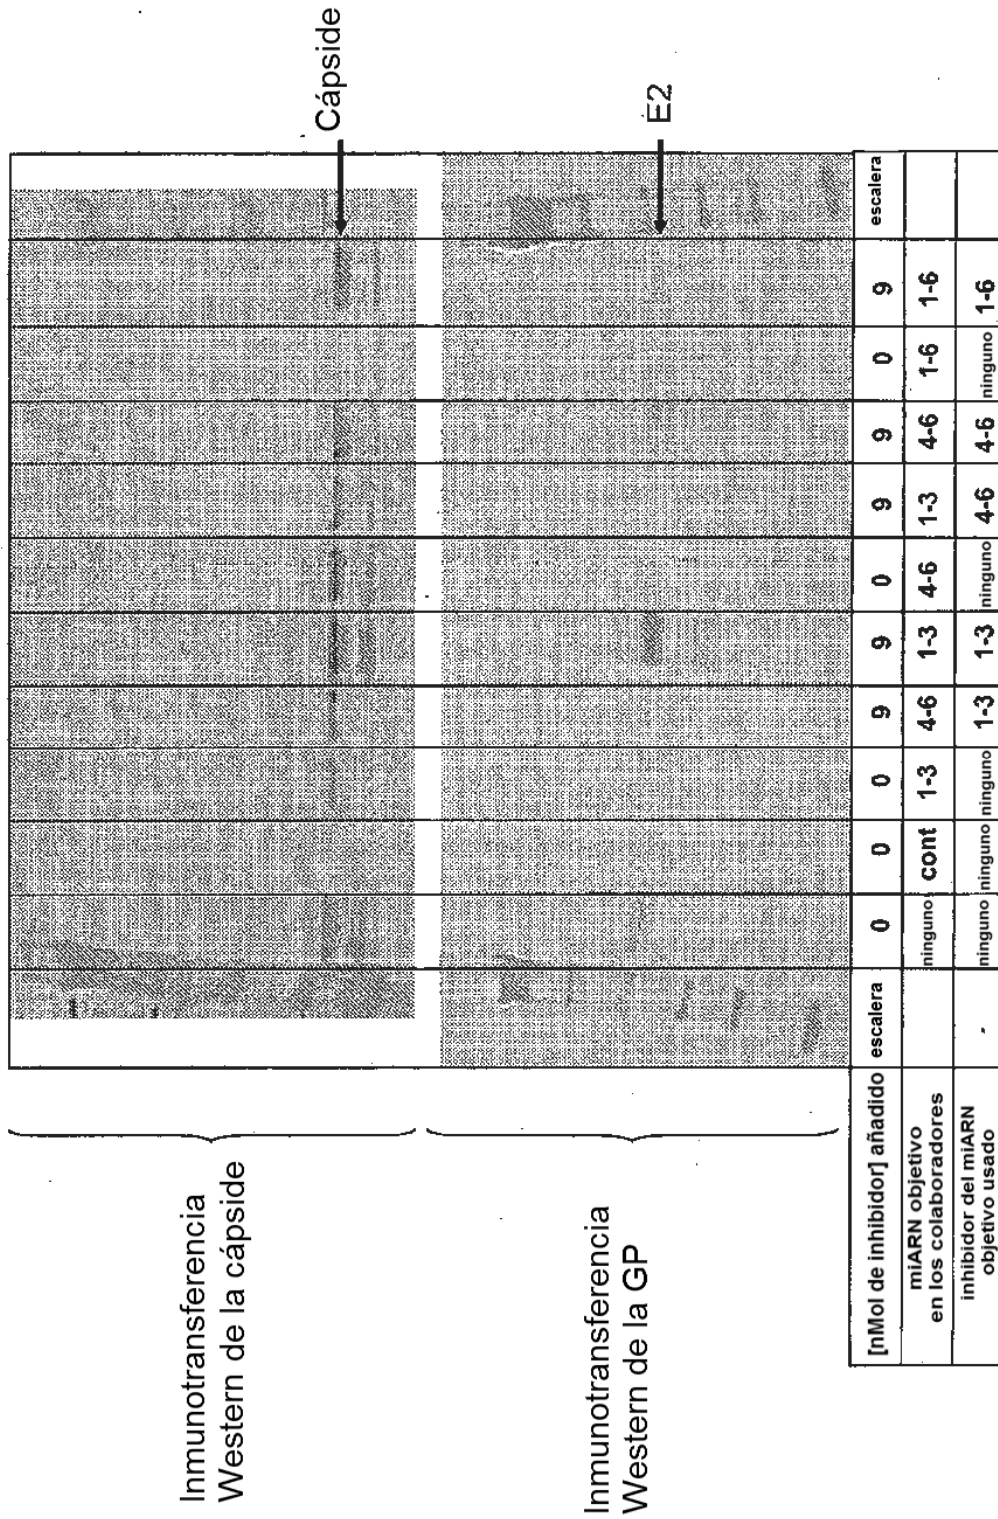 Inmunotransferencia
Western de la cápside
Cápside
Inmunotransferencia
Western de la GP
E2
[nMol de inhibidor] añadido escalera 0 0 0 9 9 0 9 9 0 9 escalera
miARN objetivo
en los colaboradores
ninguno cont 1-3 4-6 1-3 4-6 1-3 4-6 1-6 1-6
inhibidor del miARN
objetivo usado
- ninguno ninguno ninguno 1-3 1-3 ninguno 4-6 4-6 ninguno 1-6